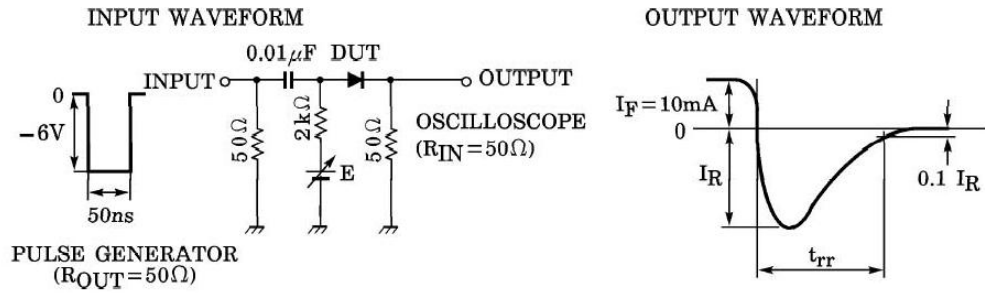 INPUT WAVEFORM
0
−6V
50ns
PULSE GENERATOR
(ROUT=50Ω)
0.01μF DUT
INPUT
OUTPUT
50Ω
2kΩ
E
50Ω
OSCILLOSCOPE
(RIN=50Ω)
OUTPUT WAVEFORM
IF=10mA
0
IR
0.1 IR
trr